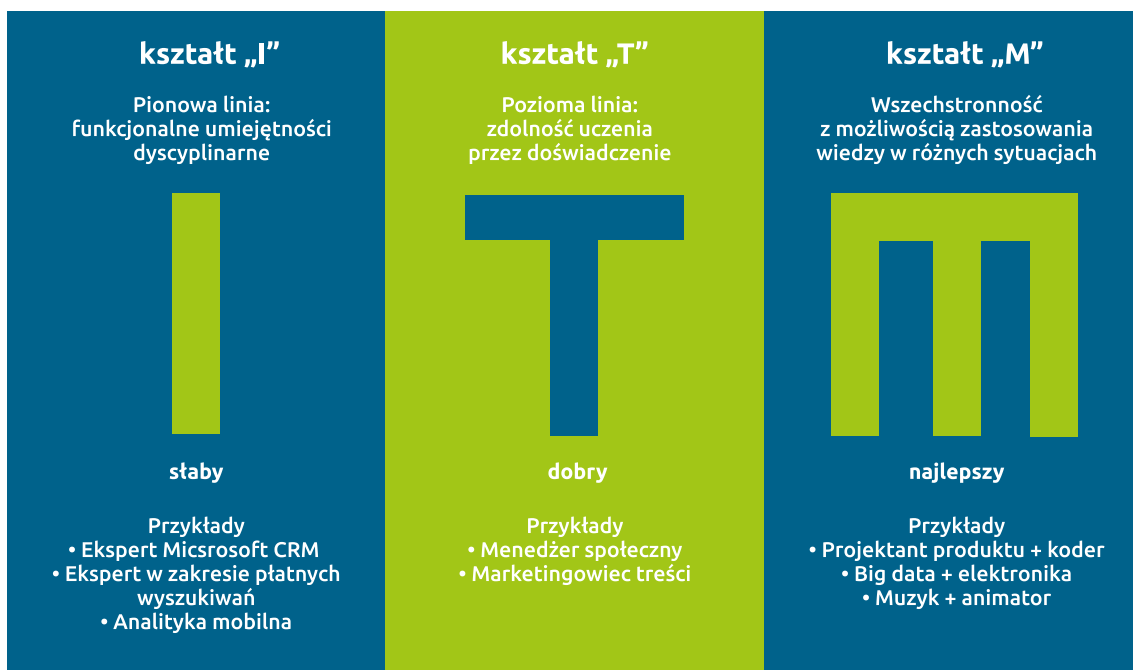 kształt „I”
Pionowa linia:
funkcjonalne umiejętności
dyscyplinarne
słaby
Przykłady
• Ekspert Micsrosoft CRM
• Ekspert w zakresie płatnych
wyszukiwań
• Analityka mobilna
kształt „T”
Pozioma linia:
zdolność uczenia
przez doświadczenie
dobry
Przykłady
• Menedżer społeczny
• Marketingowiec treści
kształt „M”
Wszechstronność
z możliwością zastosowania
wiedzy w różnych sytuacjach
najlepszy
Przykłady
• Projektant produktu + koder
• Big data + elektronika
• Muzyk + animator